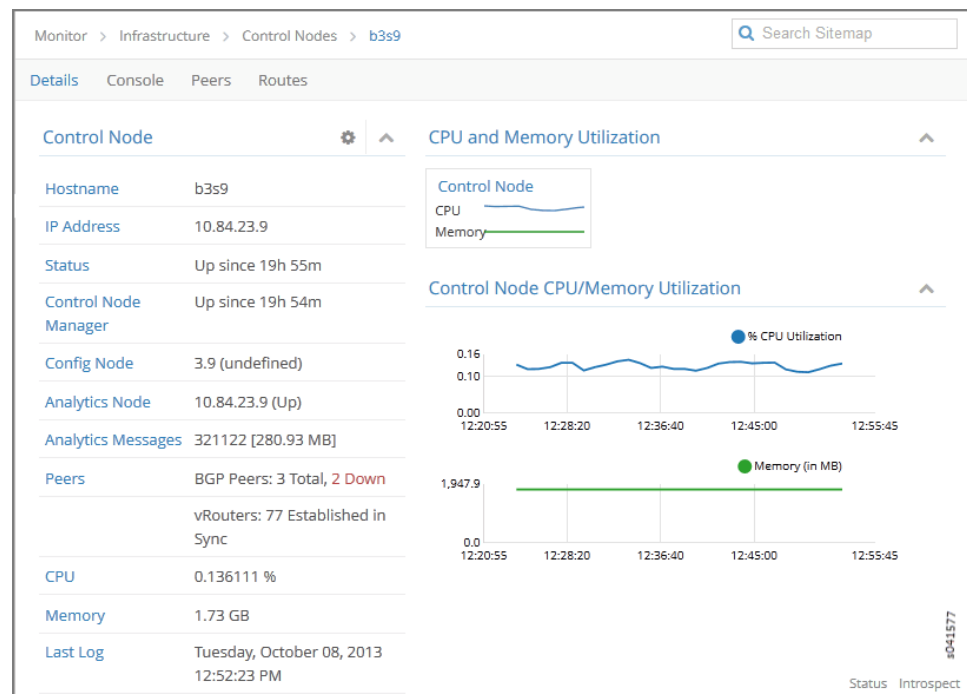 Monitor > Infrastructure > Control Nodes > b3s9
Search Sitemap
Details Console Peers Routes
Control Node
Hostname b3s9
IP Address 10.84.23.9
Status Up since 19h 55m
Control Node Up since 19h 54m
Manager
Config Node 3.9 (undefined)
Analytics Node 10.84.23.9 (Up)
Analytics Messages 321122 [280.93 MB]
Peers BGP Peers: 3 Total, 2 Down
vRouters: 77 Established in
Sync
CPU 0.136111 %
Memory 1.73 GB
Last Log Tuesday, October 08, 2013
12:52:23 PM
CPU and Memory Utilization
Control Node
CPU
Memory
Control Node CPU/Memory Utilization
% CPU Utilization
0.16
0.10
0.00
12:20:55 12:28:20 12:36:40 12:45:00 12:55:45
Memory (in MB)
1,947.9
0.0
12:20:55 12:28:20 12:36:40 12:45:00 12:55:45
s041577
Status Introspect